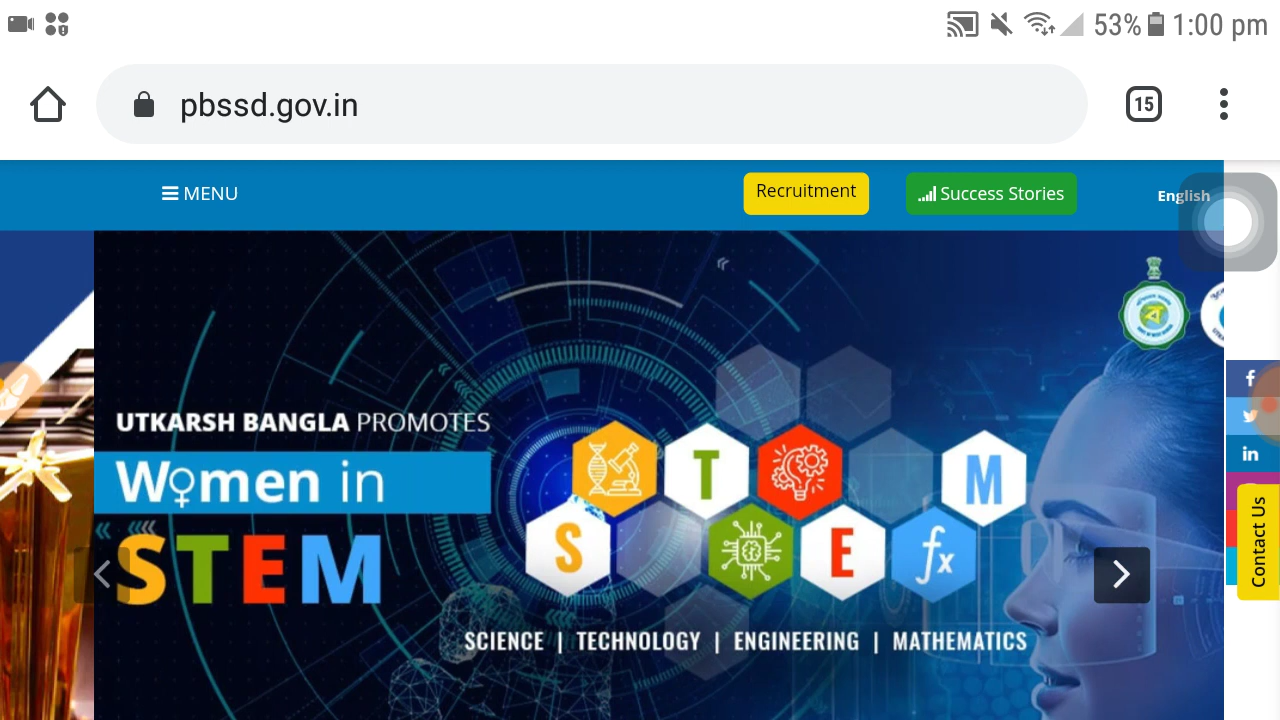 53% 1:00 pm
pbssd.gov.in
15
MENU
Recruitment
Success Stories
English
UTKARSH BANGLA PROMOTES
Women in
STEM
S T E M
fx
SCIENCE | TECHNOLOGY | ENGINEERING | MATHEMATICS
Contact Us